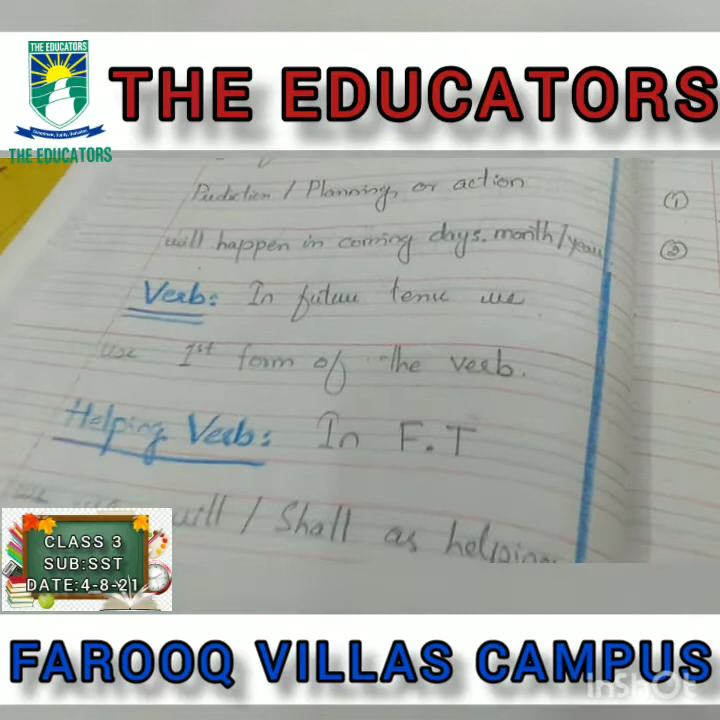 THE EDUCATORS
THE EDUCATORS
THE EDUCATORS
Prediction / Planning or action
will happen in coming days. month/year
Verb: In future tense we
use 1st form of the verb.
Helping Verb: In F.T
will / Shall as helping
①
②
CLASS 3
SUB:SST
DATE:4-8-21
FAROOQ VILLAS CAMPUS
InShOt